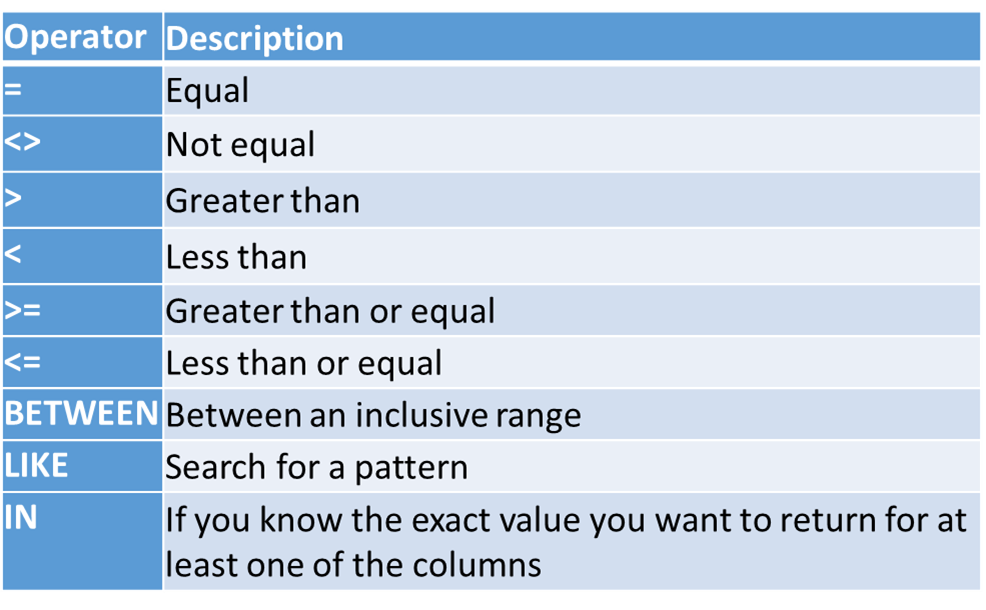 Operator Description
= Equal
<> Not equal
> Greater than
< Less than
>= Greater than or equal
<= Less than or equal
BETWEEN Between an inclusive range
LIKE Search for a pattern
IN If you know the exact value you want to return for at
least one of the columns